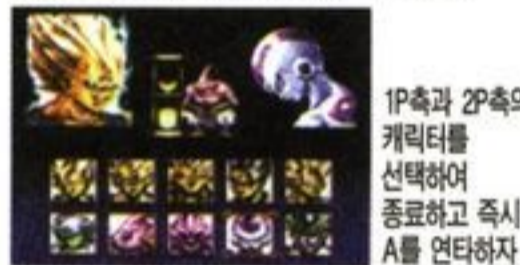 1P측과 2P측의
캐릭터를
선택하여
종료하고 즉시
A를 연타하자